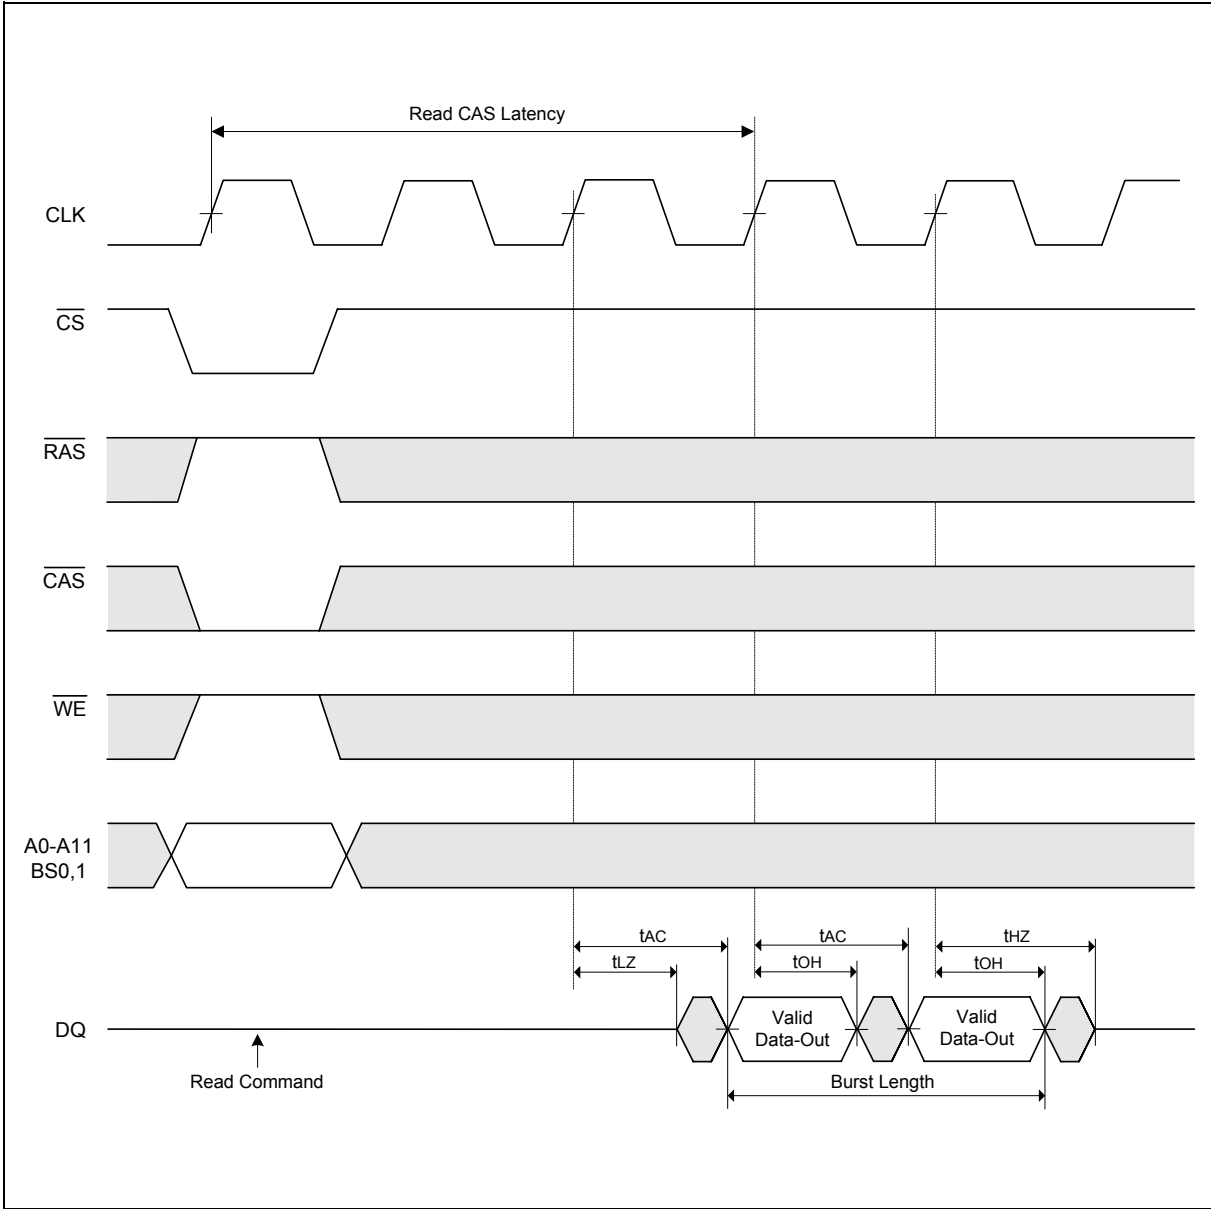 Read CAS Latency
CLK
CS
RAS
CAS
WE
A0-A11
BS0,1
tAC
tAC
tHZ
tLZ
tOH
tOH
DQ
Valid
Data-Out
Valid
Data-Out
Read Command
Burst Length